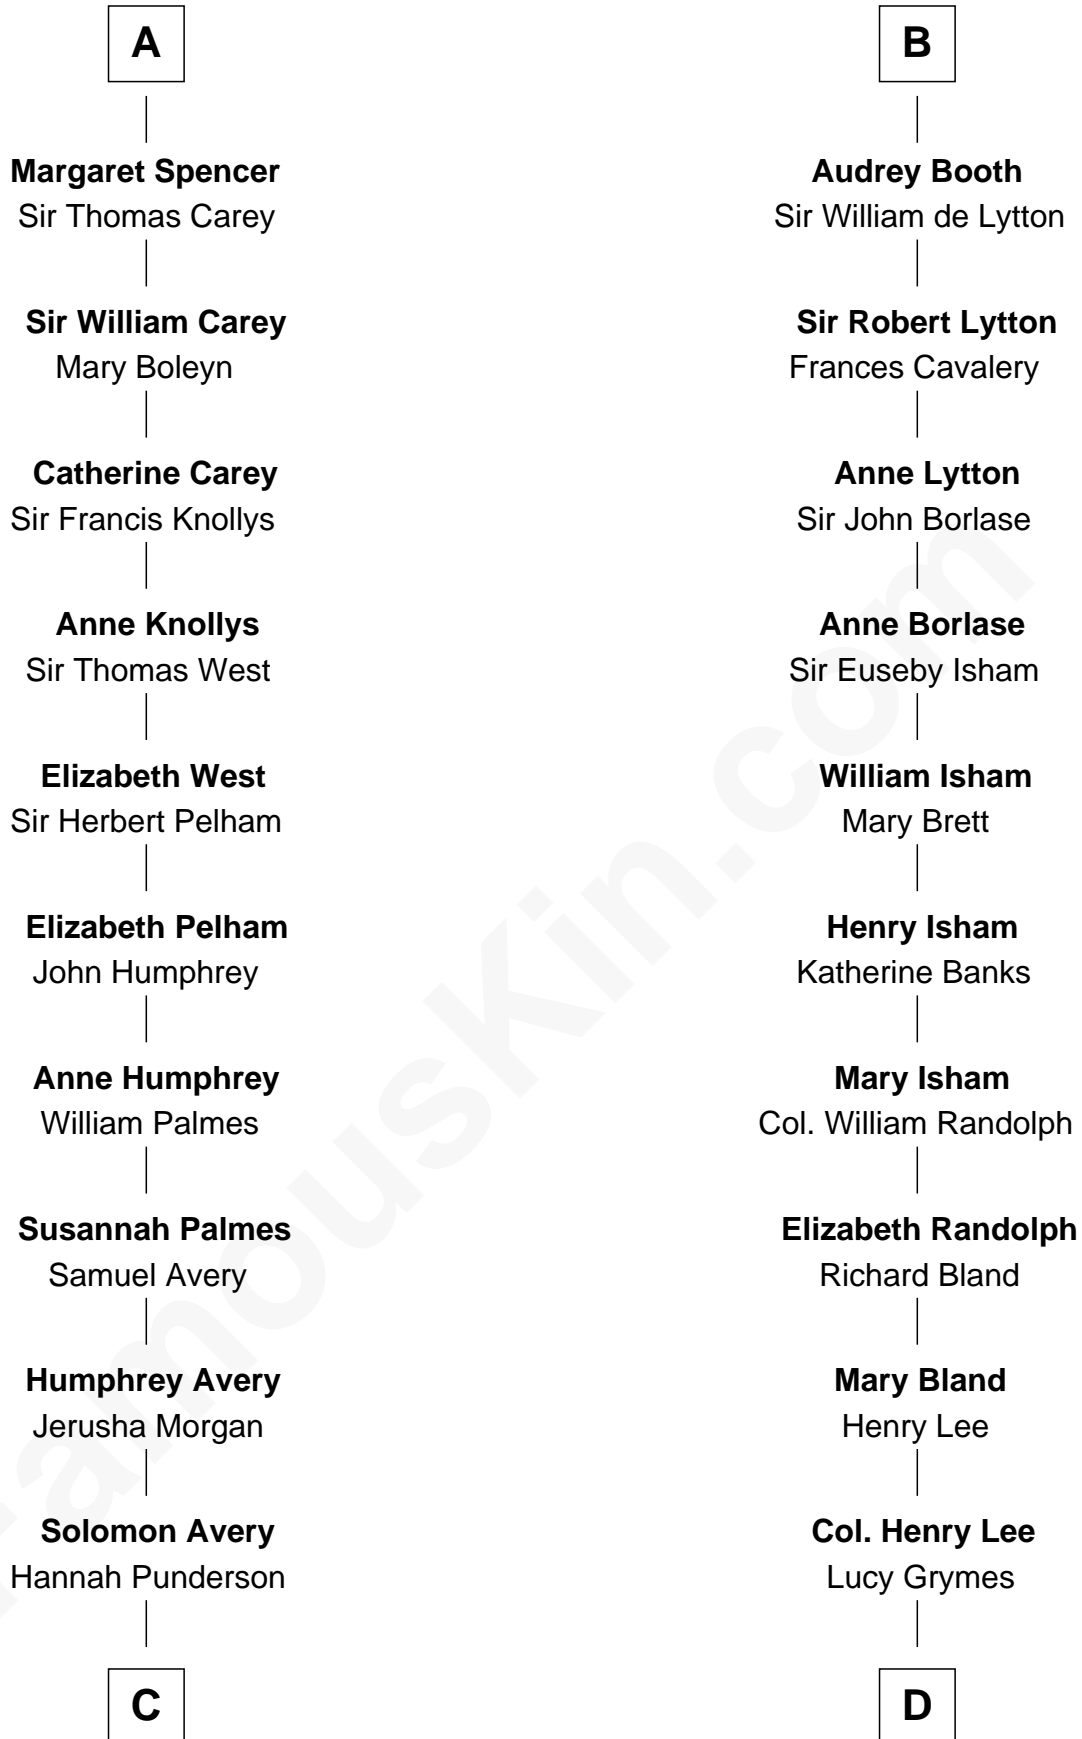 A
Margaret Spencer
Sir Thomas Carey
Sir William Carey
Mary Boleyn
Catherine Carey
Sir Francis Knollys
Anne Knollys
Sir Thomas West
Elizabeth West
Sir Herbert Pelham
Elizabeth Pelham
John Humphrey
Anne Humphrey
William Palmes
Susannah Palmes
Samuel Avery
Humphrey Avery
Jerusha Morgan
Solomon Avery
Hannah Punderson
C
B
Audrey Booth
Sir William de Lytton
Sir Robert Lytton
Frances Cavalery
Anne Lytton
Sir John Borlase
Anne Borlase
Sir Euseby Isham
William Isham
Mary Brett
Henry Isham
Katherine Banks
Mary Isham
Col. William Randolph
Elizabeth Randolph
Richard Bland
Mary Bland
Henry Lee
Col. Henry Lee
Lucy Grymes
D
FamousKin.com